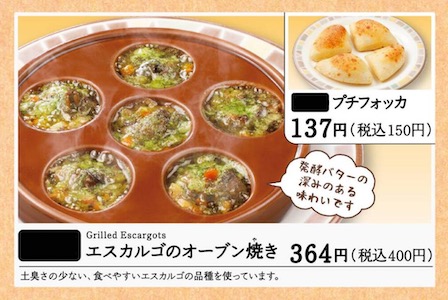 プチフォッカ
137円(税込150円)
発酵バターの
深みのある
味わいです
Grilled Escargots
エスカルゴのオーブン焼き 364円(税込400円)
や
土臭さの少ない、食べやすいエスカルゴの品種を使っています。